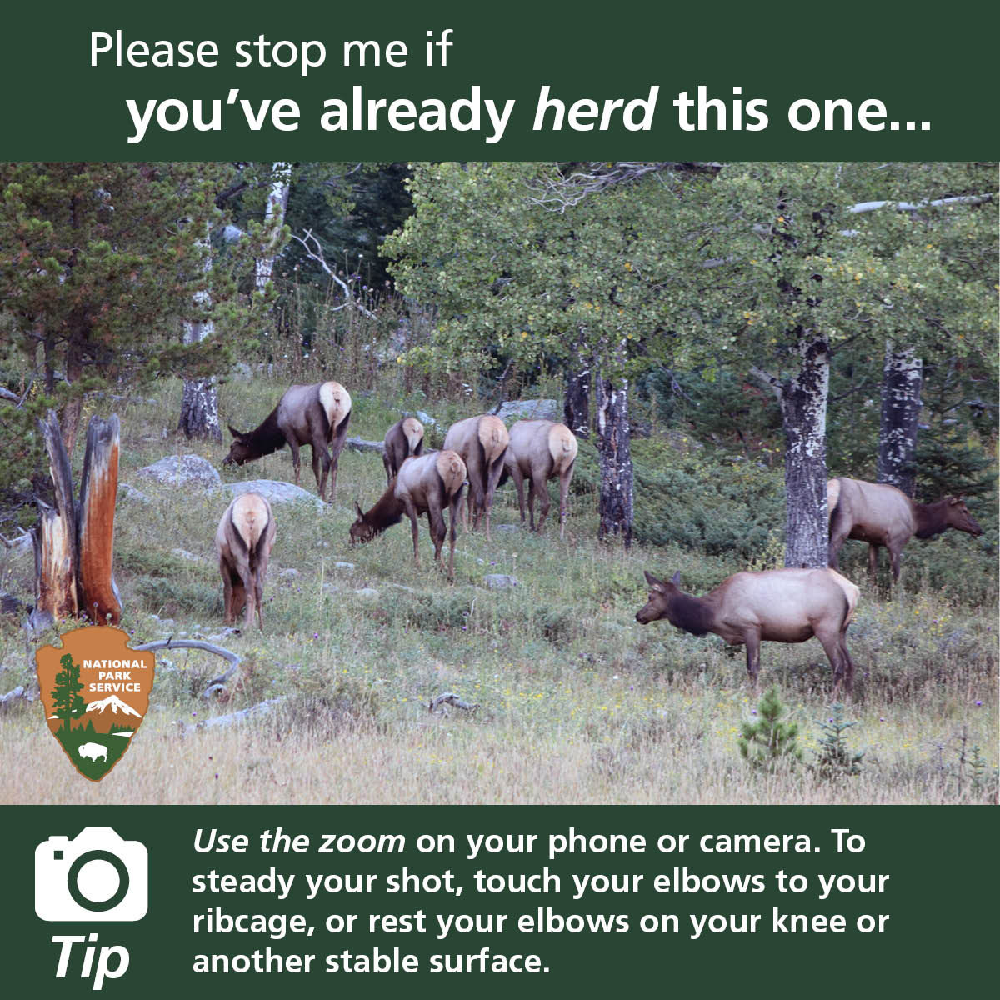 Please stop me if
you've already herd this one...
NATIONAL
PARK
SERVICE
Use the zoom on your phone or camera. To
steady your shot, touch your elbows to your
ribcage, or rest your elbows on your knee or
another stable surface.
Tip